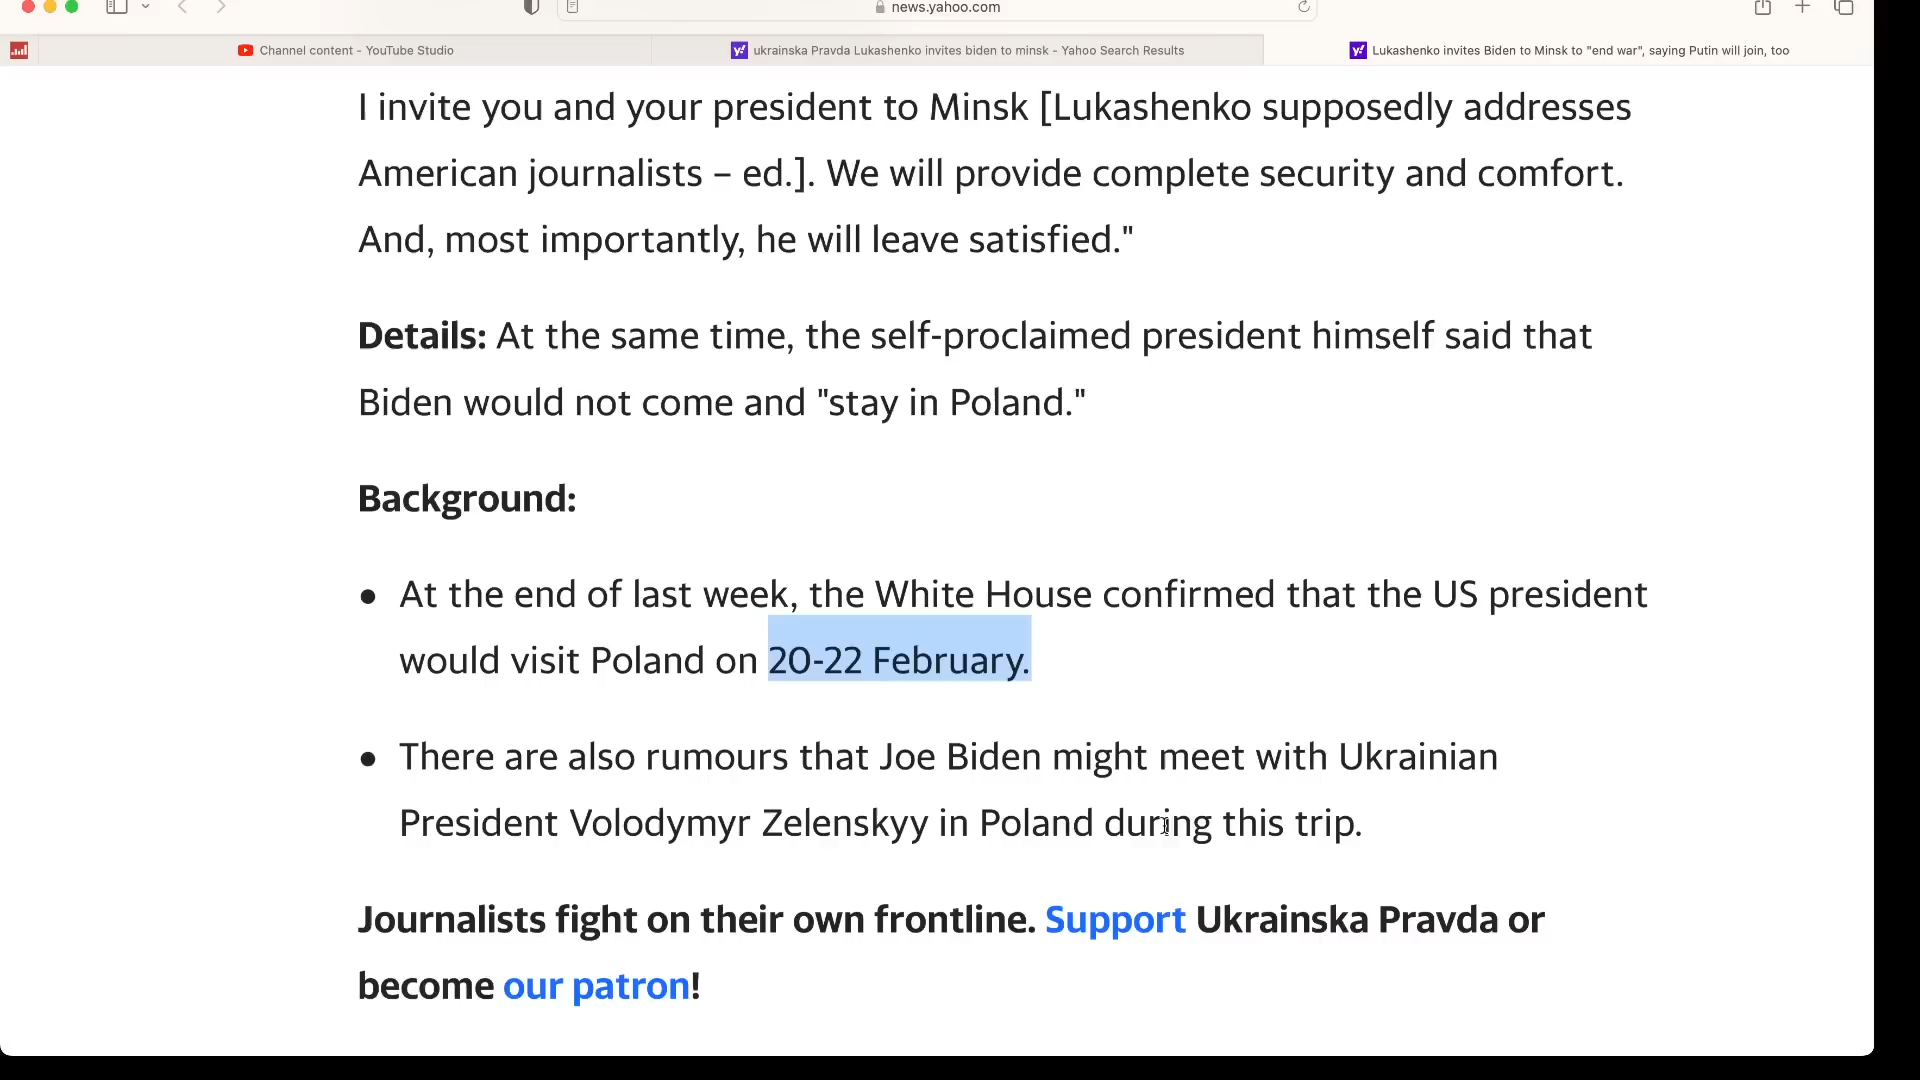 news.yahoo.com
Channel content - YouTube Studio
ukrainska Pravda Lukashenko invites biden to minsk - Yahoo Search Results
Lukashenko invites Biden to Minsk to "end war", saying Putin will join, too
I invite you and your president to Minsk [Lukashenko supposedly addresses
American journalists – ed.]. We will provide complete security and comfort.
And, most importantly, he will leave satisfied."
Details: At the same time, the self-proclaimed president himself said that
Biden would not come and "stay in Poland."
Background:
● At the end of last week, the White House confirmed that the US president
would visit Poland on 20-22 February.
● There are also rumours that Joe Biden might meet with Ukrainian
President Volodymyr Zelenskyy in Poland during this trip.
Journalists fight on their own frontline. Support Ukrainska Pravda or
become our patron!